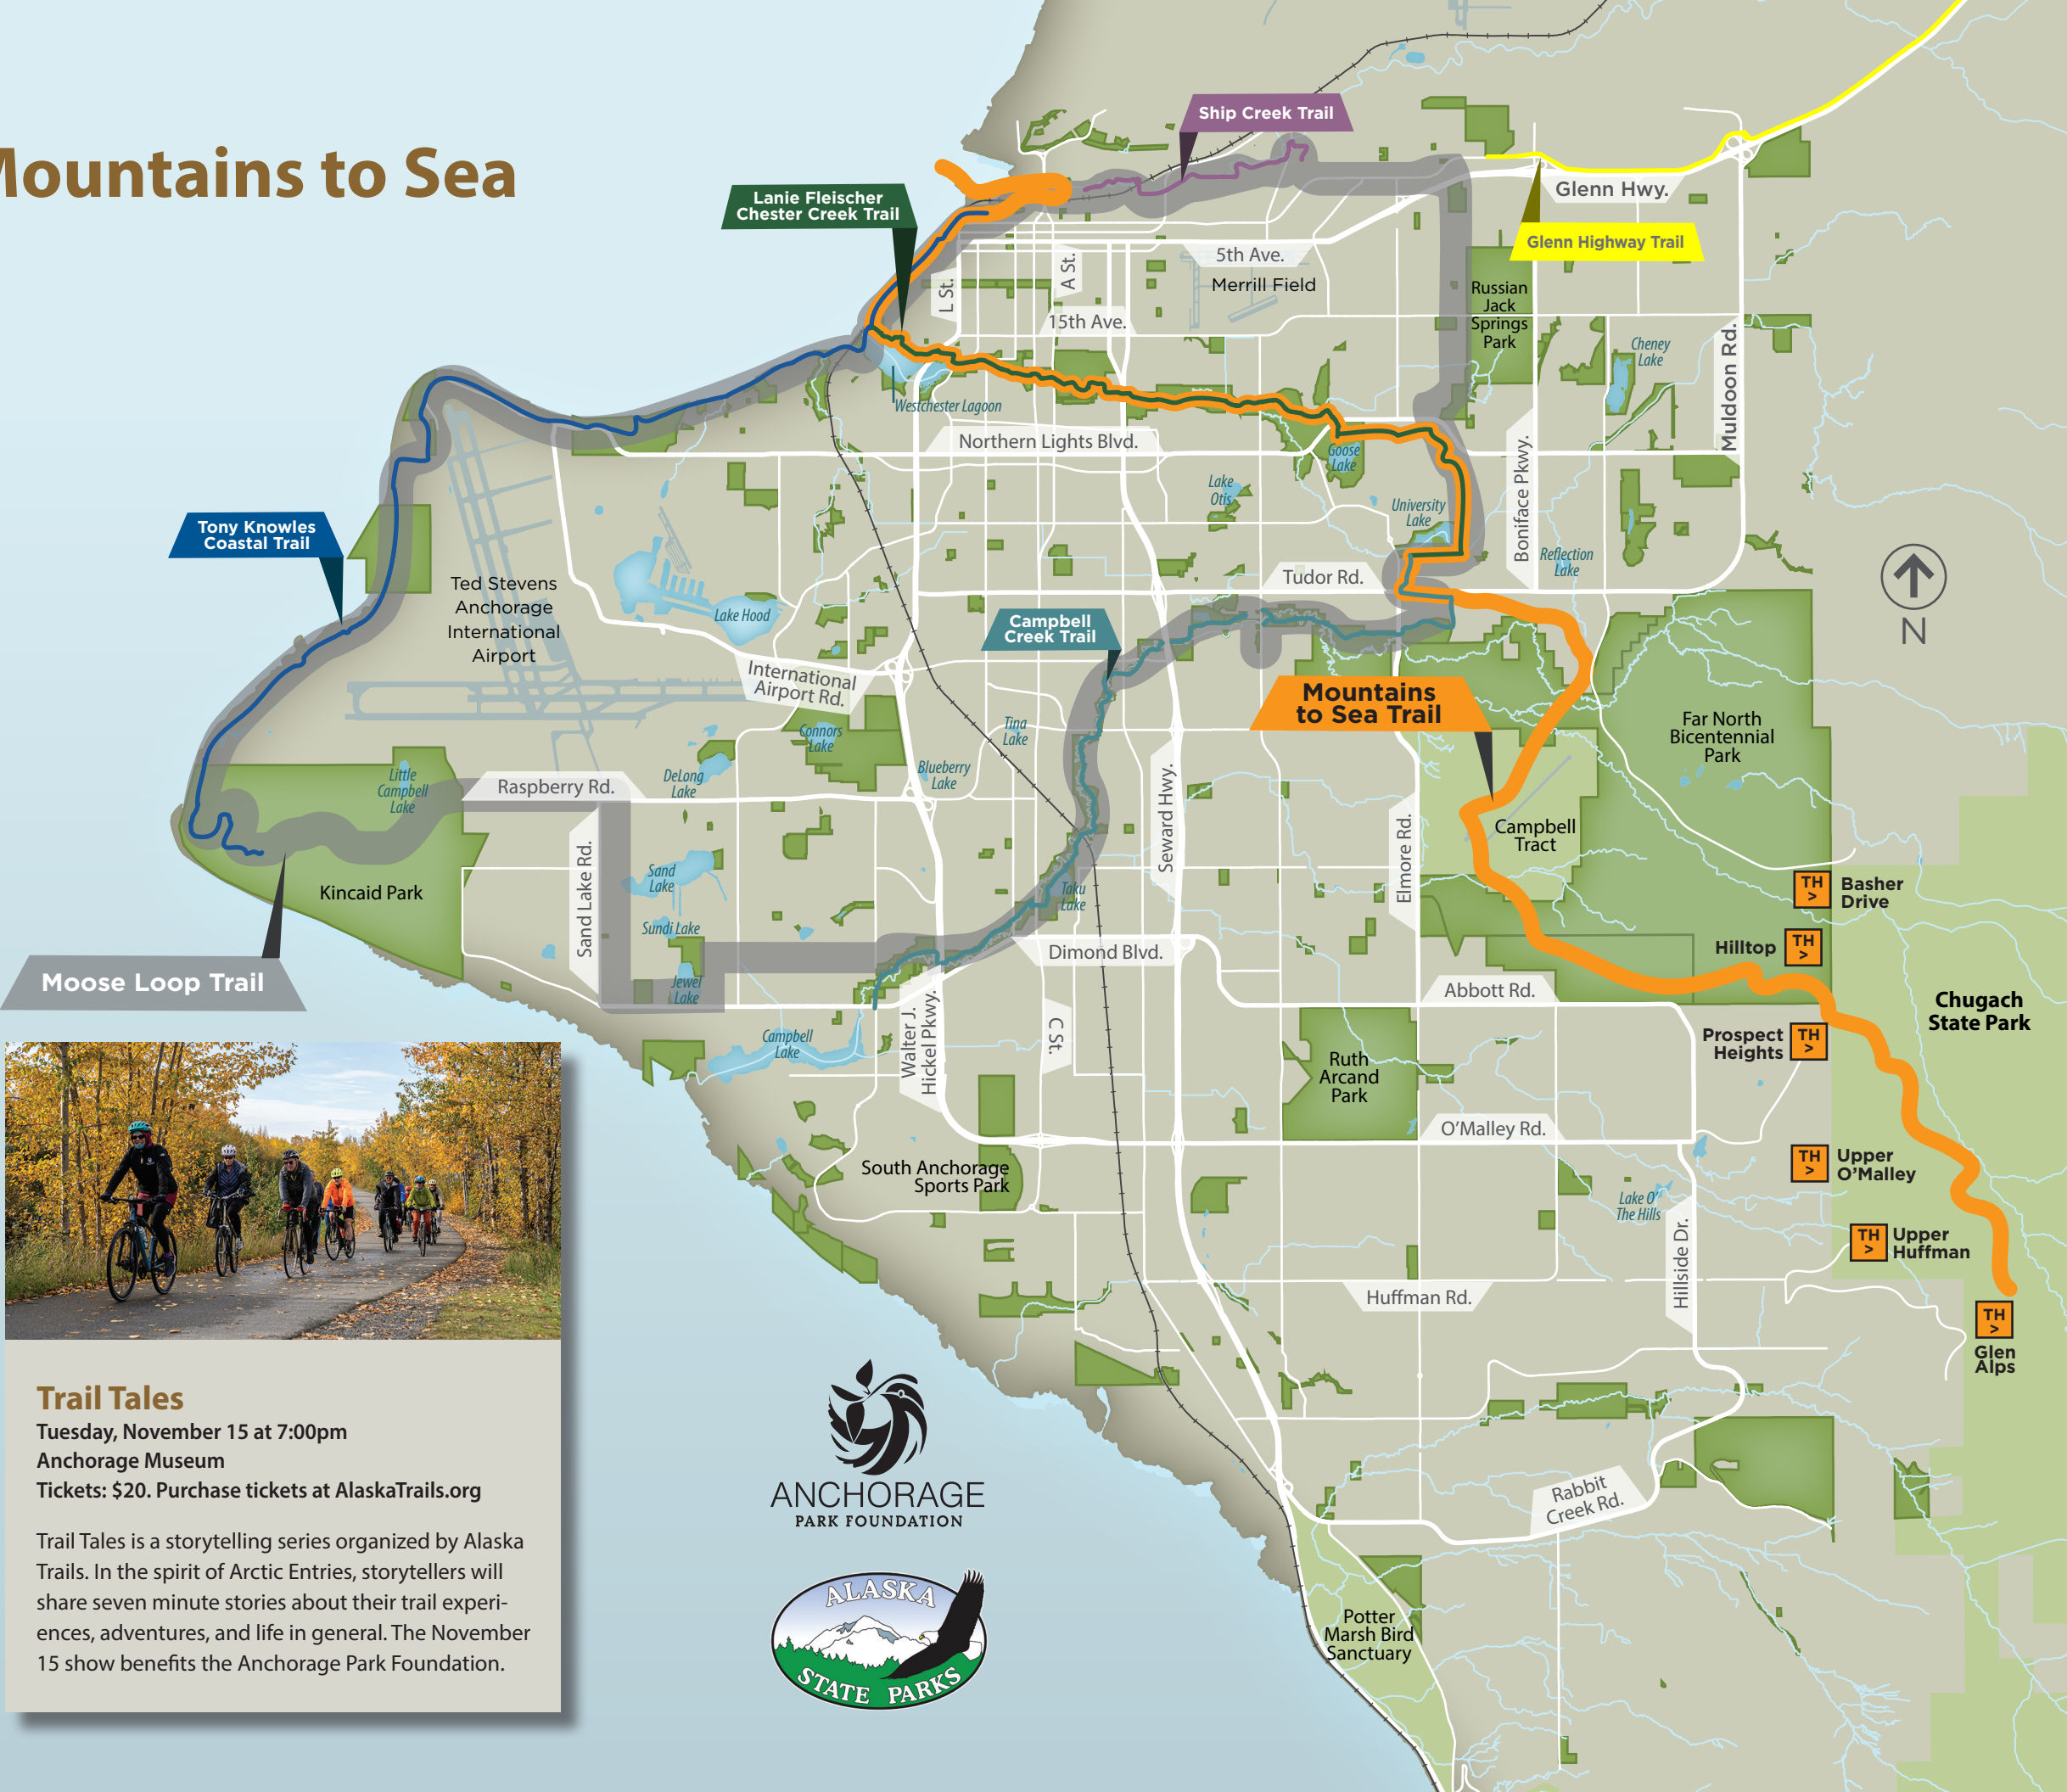 Mountains to Sea
Ship Creek Trail
Lanie Fleischer
Chester Creek Trail
Glenn Hwy.
Glenn Highway Trail
5th Ave.
Merrill Field
A St.
L St.
15th Ave.
Russian
Jack
Springs
Park
Cheney
Lake
Muldoon Rd.
Westchester Lagoon
Northern Lights Blvd.
Goose
Lake
Lake
Otis
University
Lake
Boniface Pkwy.
Reflection
Lake
Tony Knowles
Coastal Trail
Ted Stevens
Anchorage
International
Airport
Lake Hood
Tudor Rd.
Campbell
Creek Trail
N
International
Airport Rd.
Mountains
to Sea Trail
Far North
Bicentennial
Park
Connors
Lake
Tina
Lake
Little
Campbell
Lake
Raspberry Rd.
DeLong
Lake
Blueberry
Lake
Seward Hwy.
Elmore Rd.
Campbell
Tract
Kincaid Park
Sand Lake Rd.
Sand
Lake
Sundi Lake
Taku
Lake
TH
>
Basher
Drive
Hilltop
TH
>
Moose Loop Trail
Jewel
Lake
Dimond Blvd.
Abbott Rd.
Chugach
State Park
Campbell
Lake
Walter J.
Hickel Pkwy.
C St.
Prospect
Heights
TH
>
Ruth
Arcand
Park
O'Malley Rd.
TH
>
Upper
O'Malley
South Anchorage
Sports Park
Lake O'
The Hills
Hillside Dr.
TH
>
Upper
Huffman
Huffman Rd.
TH
>
Glen
Alps
Rabbit
Creek Rd.
Potter
Marsh Bird
Sanctuary
Trail Tales
Tuesday, November 15 at 7:00pm
Anchorage Museum
Tickets: $20. Purchase tickets at AlaskaTrails.org
Trail Tales is a storytelling series organized by Alaska
Trails. In the spirit of Arctic Entries, storytellers will
share seven minute stories about their trail experi-
ences, adventures, and life in general. The November
15 show benefits the Anchorage Park Foundation.
ANCHORAGE
PARK FOUNDATION
ALASKA
STATE PARKS